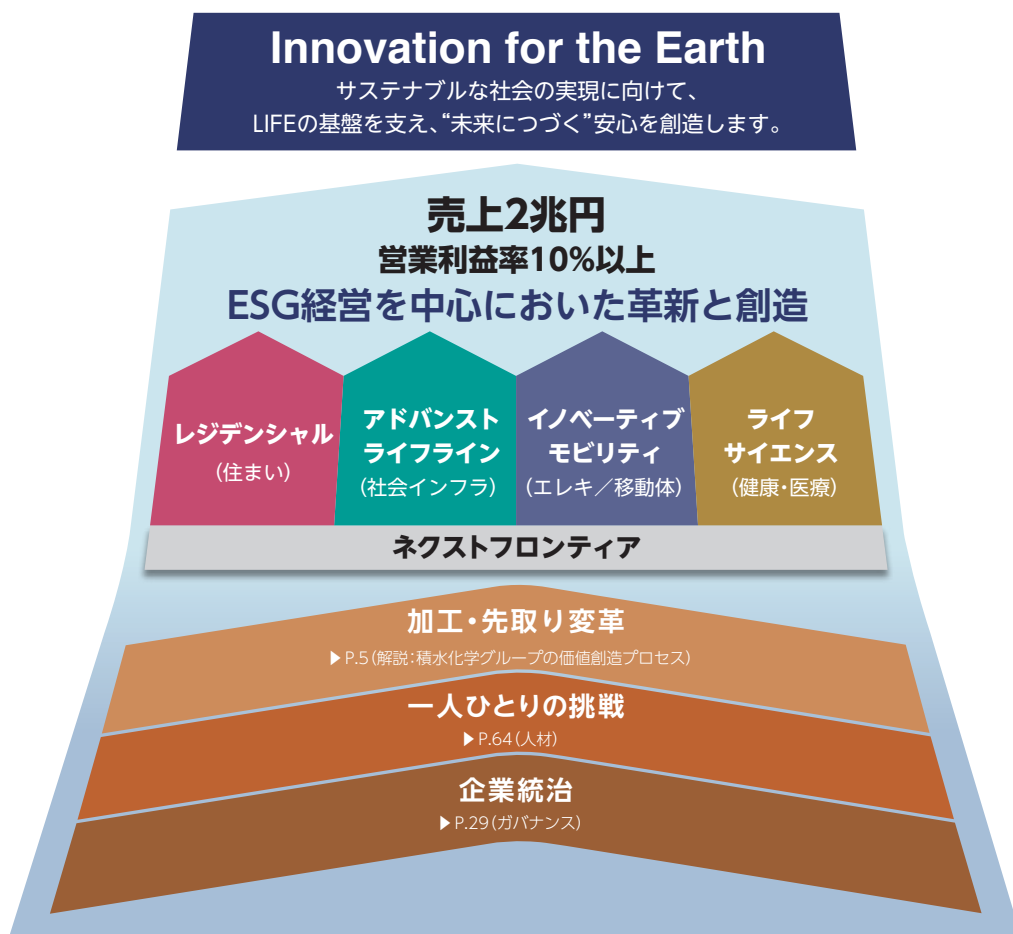 Innovation for the Earth
サステナブルな社会の実現に向けて、
LIFEの基盤を支え、“未来につづく”安心を創造します。
売上2兆円
営業利益率10%以上
ESG経営を中心においた革新と創造
レジデンシャル
（住まい）
アドバンスト
ライフライン
（社会インフラ）
イノベーティブ
モビリティ
（エレキ／移動体）
ライフ
サイエンス
（健康・医療）
ネクストフロンティア
加工・先取り変革
▶P.5（解説：積水化学グループの価値創造プロセス）
一人ひとりの挑戦
▶P.64（人材）
企業統治
▶P.29（ガバナンス）